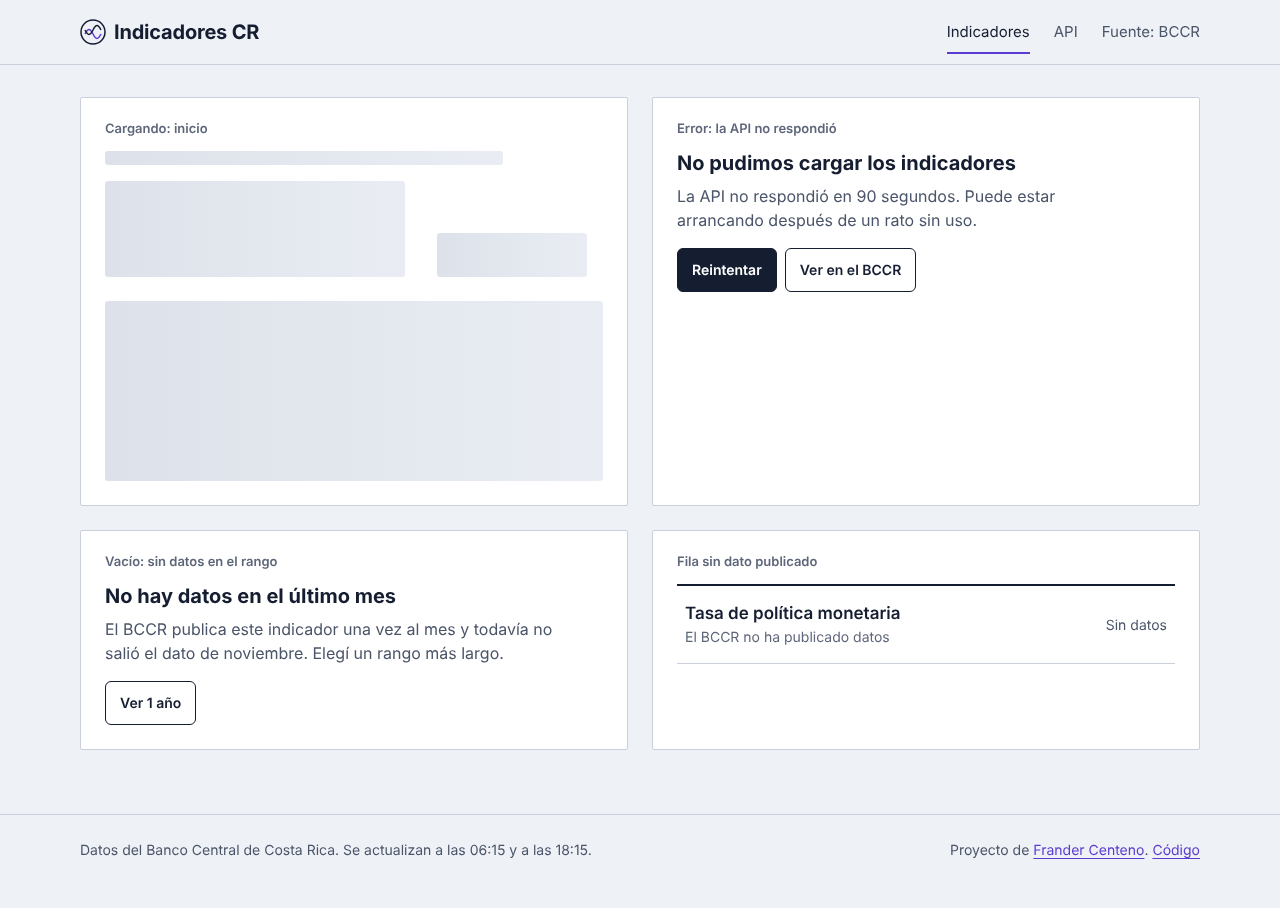 Indicadores CR
Indicadores API Fuente: BCCR
Cargando: inicio
Error: la API no respondió
No pudimos cargar los indicadores
La API no respondió en 90 segundos. Puede estar
arrancando después de un rato sin uso.
Reintentar Ver en el BCCR
Vacío: sin datos en el rango
No hay datos en el último mes
El BCCR publica este indicador una vez al mes y todavía no
salió el dato de noviembre. Elegí un rango más largo.
Ver 1 año
Fila sin dato publicado
Tasa de política monetaria
El BCCR no ha publicado datos
Sin datos
Datos del Banco Central de Costa Rica. Se actualizan a las 06:15 y a las 18:15.
Proyecto de Frander Centeno. Código